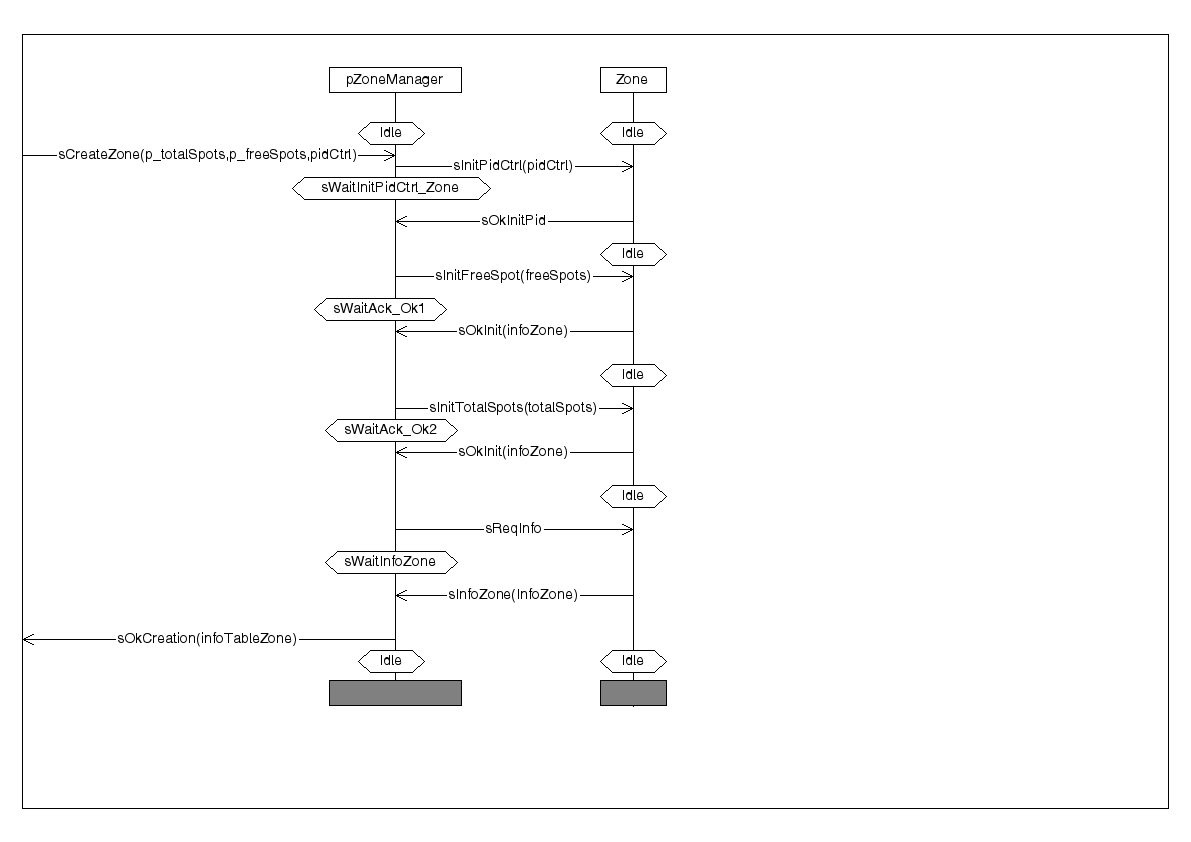 pZoneManager
Zone
Idle
Idle
sCreateZone(p_totalSpots,p_freeSpots,pidCtrl)
sInitPidCtrl(pidCtrl)
sWaitInitPidCtrl_Zone
sOkInitPid
Idle
sInitFreeSpot(freeSpots)
sWaitAck_Ok1
sOkInit(infoZone)
Idle
sInitTotalSpots(totalSpots)
sWaitAck_Ok2
sOkInit(infoZone)
Idle
sReqInfo
sWaitInfoZone
sInfoZone(InfoZone)
sOkCreation(infoTableZone)
Idle
Idle